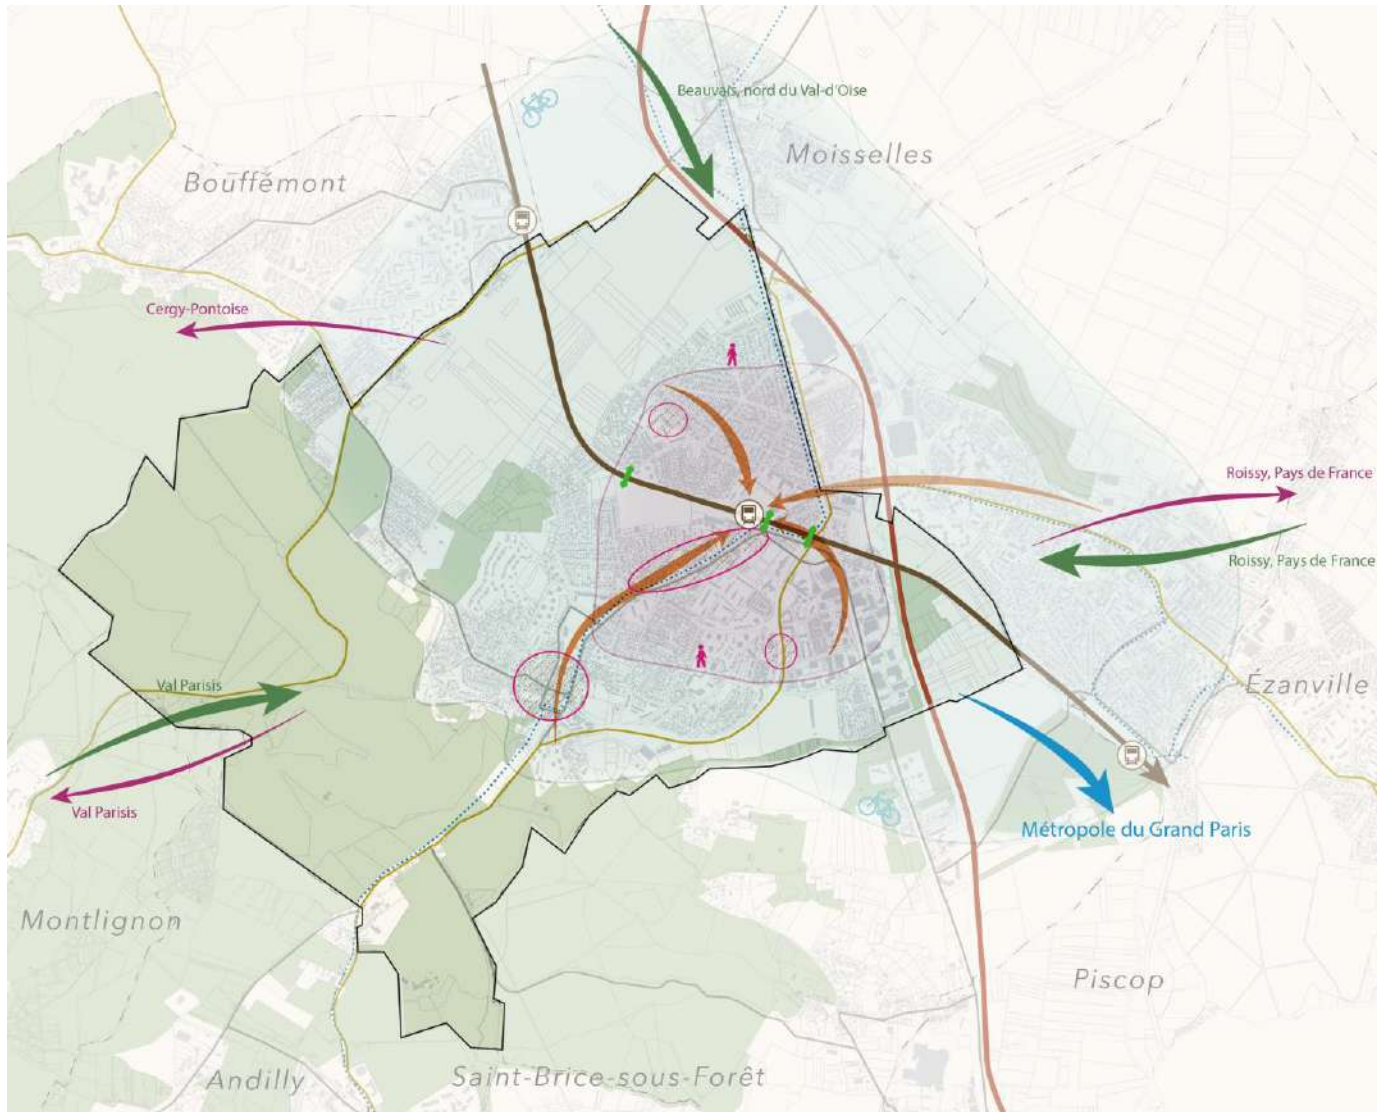 Beauvais, nord du Val-d'Oise
Moisselles
Bouffémont
Cergy-Pontoise
Roissy, Pays de France
Roissy, Pays de France
Val Parisis
Ézanville
Val Parisis
Métropole du Grand Paris
Montlignon
Piscop
Andilly
Saint-Brice-sous-Forêt